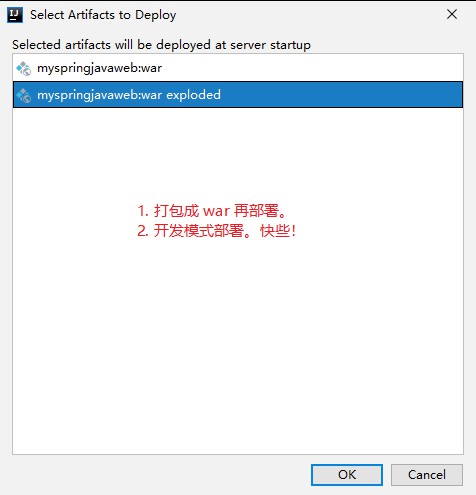 Select Artifacts to Deploy
Selected artifacts will be deployed at server startup
myspringjavaweb:war
myspringjavaweb:war exploded
1. 打包成 war 再部署。
2. 开发模式部署。快些！
OK
Cancel